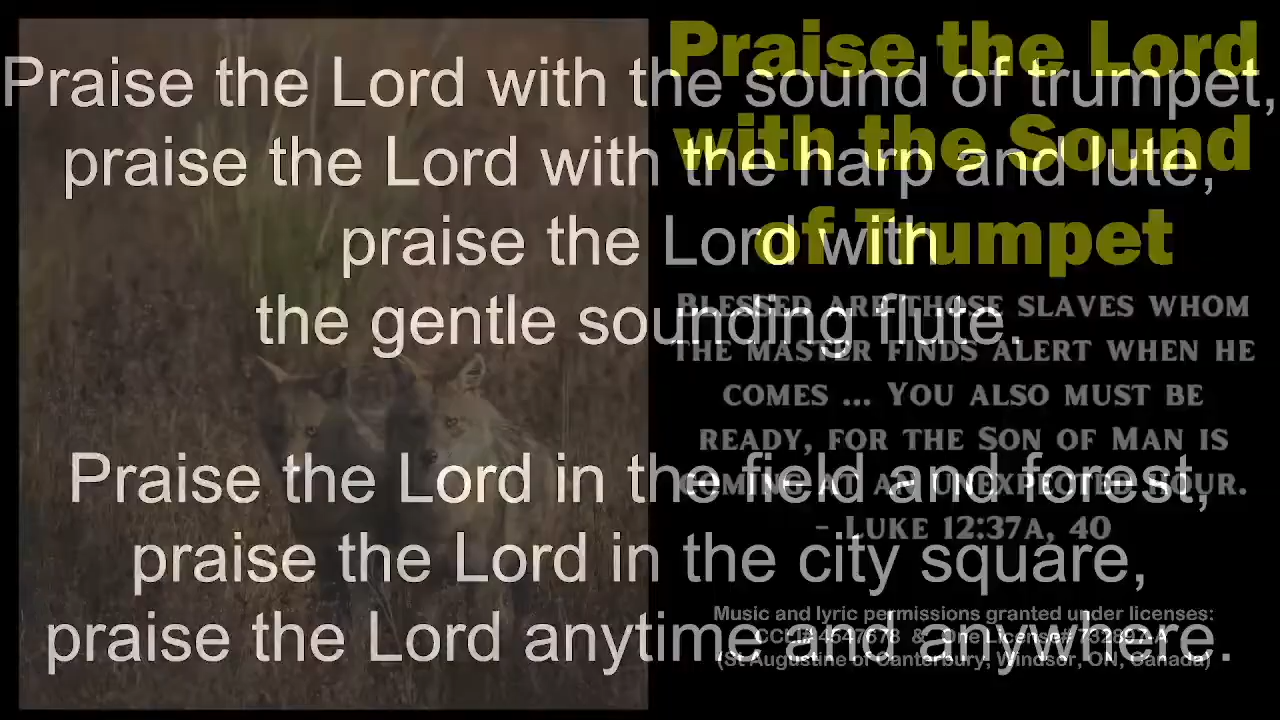 Praise the Lord with the sound of trumpet,
praise the Lord with the harp and lute,
praise the Lord with
the gentle sounding flute.
Praise the Lord in the field and forest,
praise the Lord in the city square,
praise the Lord anytime and anywhere.
Praise the Lord
with the Sound
of Trumpet
Blessed are those slaves whom
the master finds alert when he
comes ... You also must be
ready, for the Son of Man is
coming at an unexpected hour.
- Luke 12:37a, 40
Music and lyric permissions granted under licenses:
& One License#
(St Augustine of Canterbury, Windsor, ON, Canada)